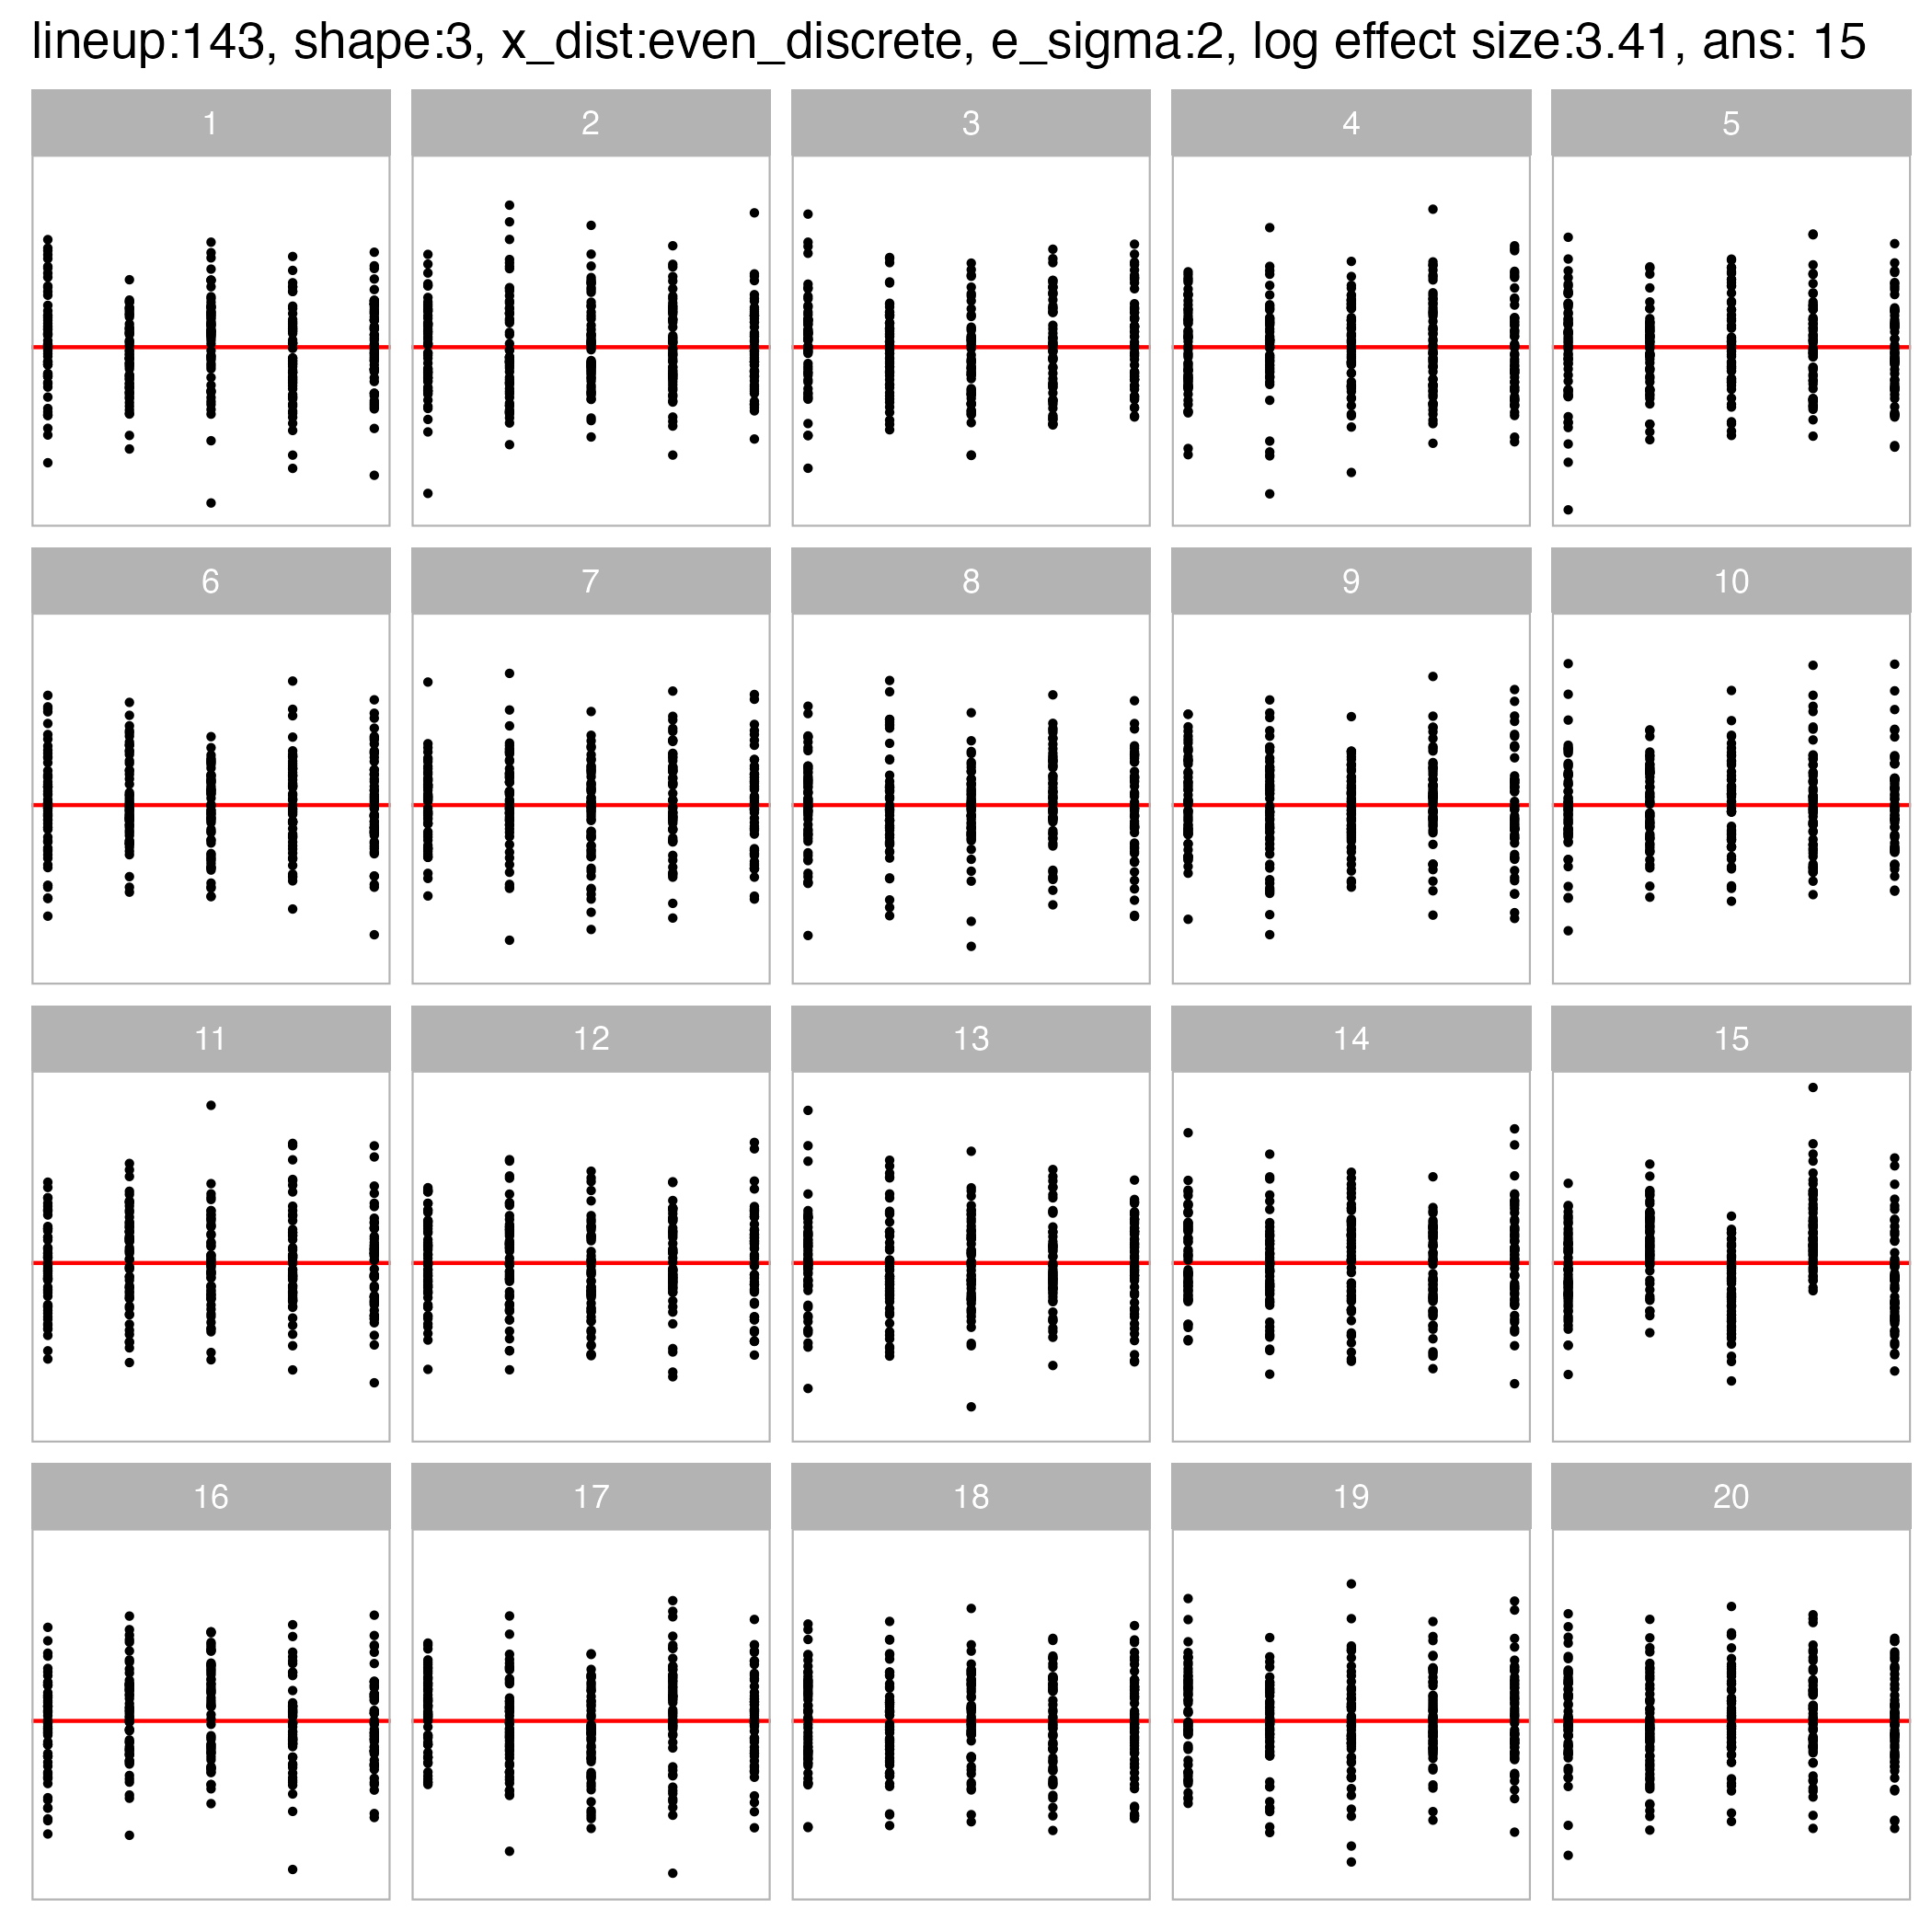 lineup:143, shape:3, x_dist:even_discrete, e_sigma:2, log effect size:3.41, ans: 15
1 2 3 4 5
6 7 8 9 10
11 12 13 14 15
16 17 18 19 20